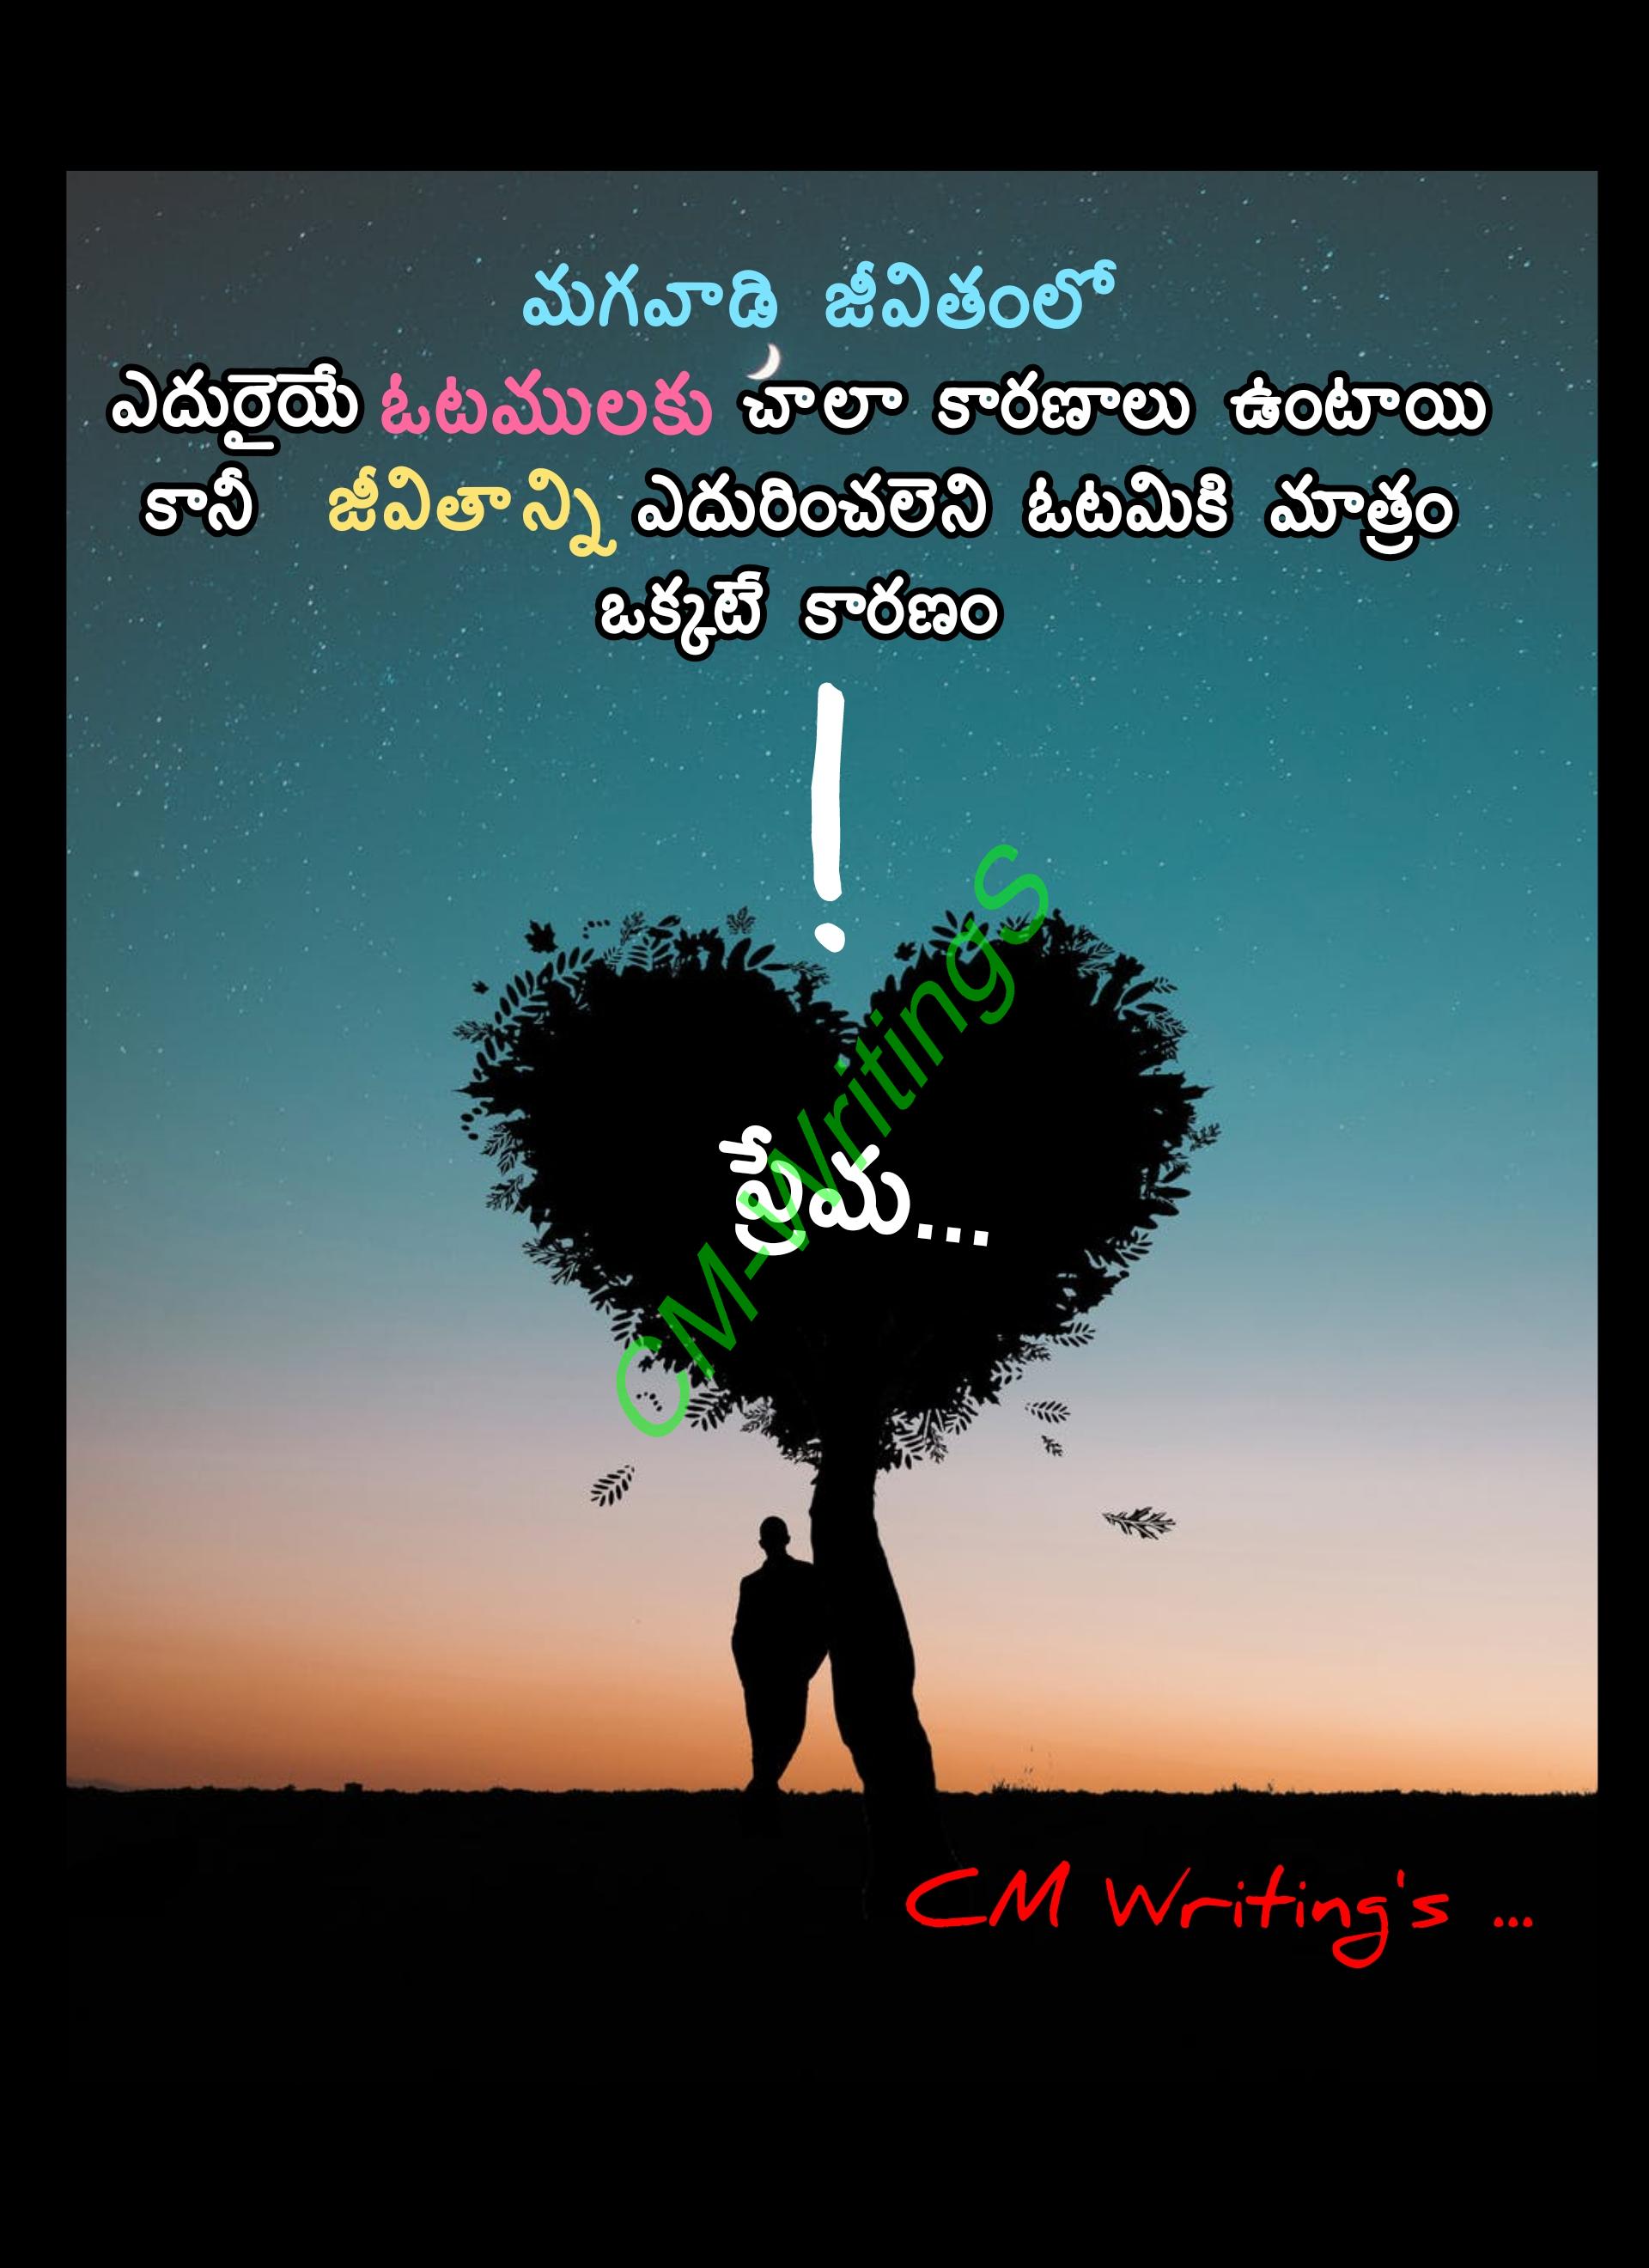 మగవాడి జీవితంలో
ఎదురైయే ఓటములకు చాలా కారణాలు ఉంటాయి
కానీ జీవితాన్ని ఎదురించలెని ఓటమికి మాత్రం
ఒక్కటే కారణం
!
ప్రేమ...
CM-Writings
CM Writing's ...